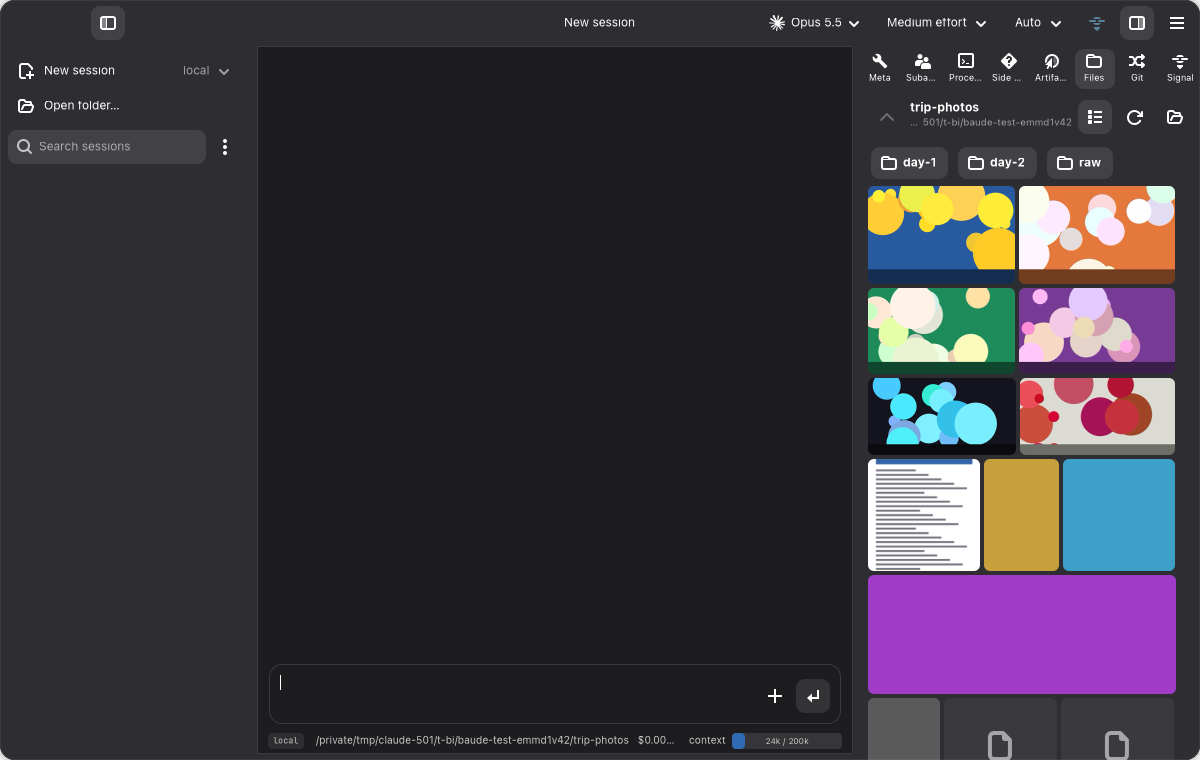 New session
Opus 5.5
Medium effort
Auto
New session
local
Open folder...
Search sessions
Meta
Suba...
Proce...
Side ...
Artifa...
Files
Git
Signal
trip-photos
... 501/t-bi/baude-test-emmd1v42
day-1
day-2
raw
local
/private/tmp/claude-501/t-bi/baude-test-emmd1v42/trip-photos
$0.00...
context
24k / 200k